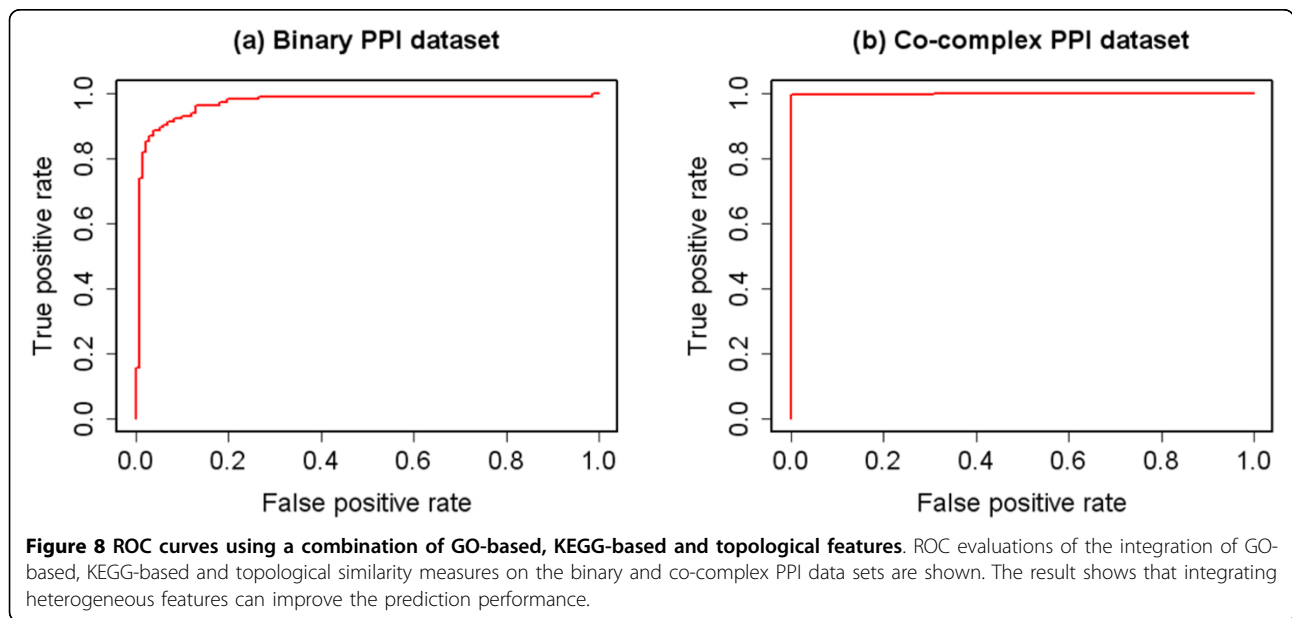 (a) Binary PPI dataset
True positive rate
1.0
0.8
0.6
0.4
0.2
0.0
0.0 0.2 0.4 0.6 0.8 1.0
False positive rate
(b) Co-complex PPI dataset
True positive rate
1.0
0.8
0.6
0.4
0.2
0.0
0.0 0.2 0.4 0.6 0.8 1.0
False positive rate
Figure 8 ROC curves using a combination of GO-based, KEGG-based and topological features. ROC evaluations of the integration of GO-
based, KEGG-based and topological similarity measures on the binary and co-complex PPI data sets are shown. The result shows that integrating
heterogeneous features can improve the prediction performance.